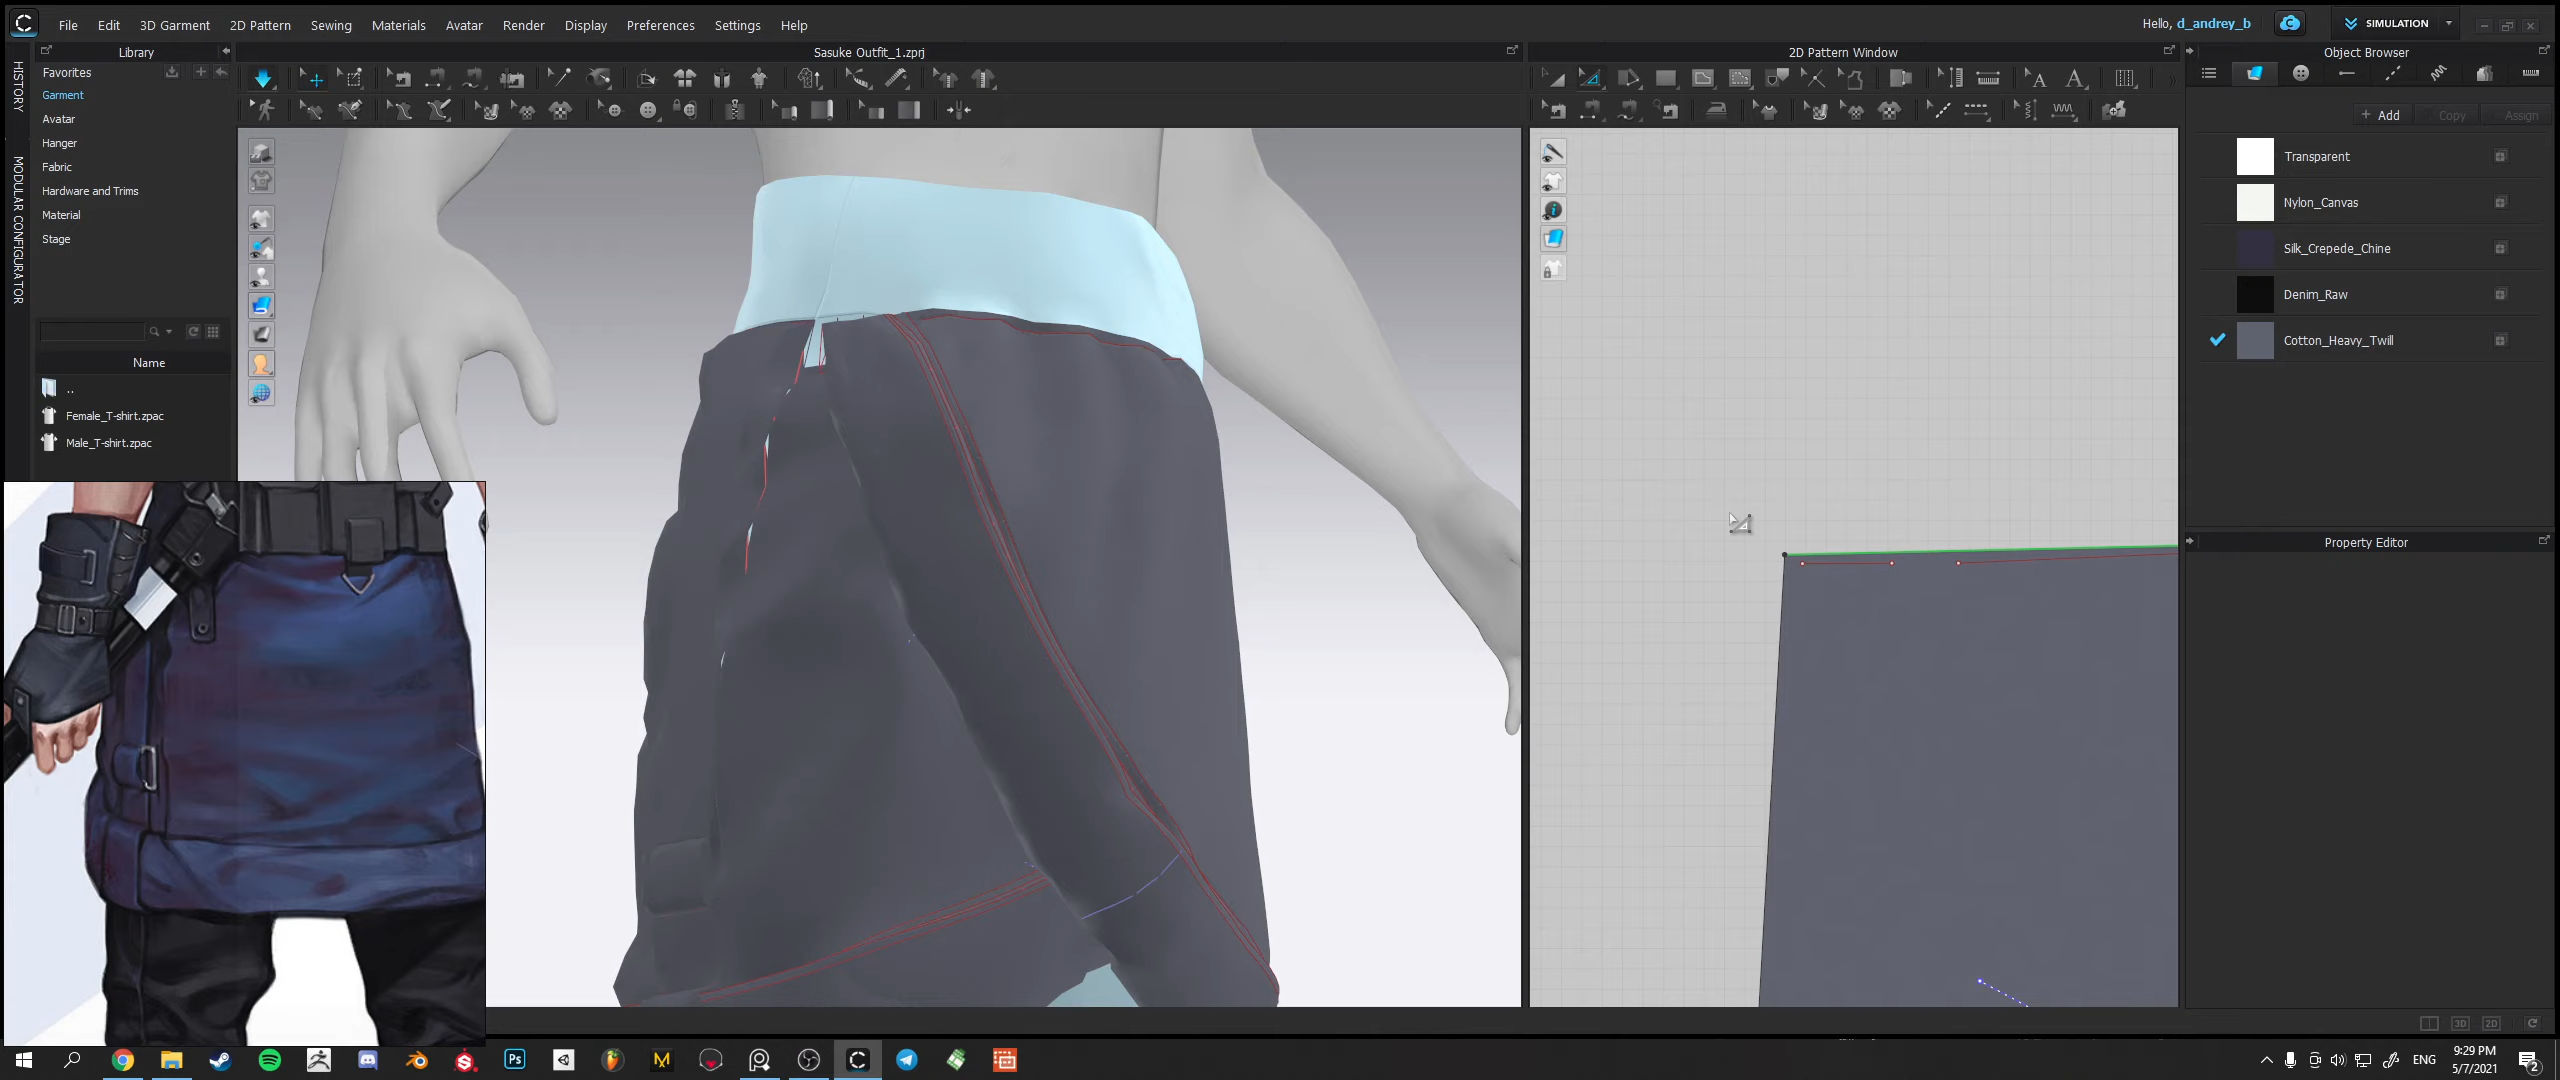 File Edit 3D Garment 2D Pattern Sewing Materials Avatar Render Display Preferences Settings Help
Hello, d_andrey_b
SIMULATION
HISTORY
MODULAR CONFIGURATOR
Library
Favorites
Garment
Avatar
Hanger
Fabric
Hardware and Trims
Material
Stage
Name
..
Female_T-shirt.zpac
Male_T-shirt.zpac
Sasuke Outfit_1.zprj
2D Pattern Window
Object Browser
+ Add Copy Assign
Transparent
Nylon_Canvas
Silk_Crepede_Chine
Denim_Raw
Cotton_Heavy_Twill
Property Editor
3D 2D
ENG
9:29 PM
5/7/2021
2